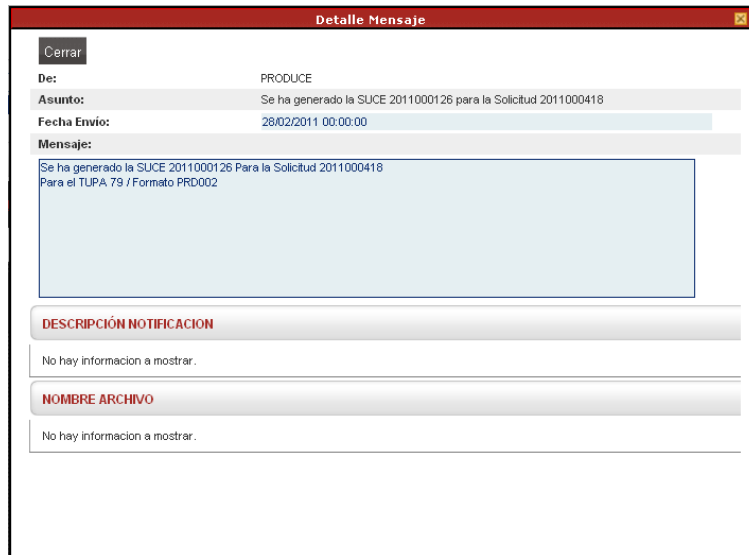 Detalle Mensaje
Cerrar
De: PRODUCE
Asunto: Se ha generado la SUCE 2011000126 para la Solicitud 2011000418
Fecha Envío: 28/02/2011 00:00:00
Mensaje:
Se ha generado la SUCE 2011000126 Para la Solicitud 2011000418
Para el TUPA 79 / Formato PRD002
DESCRIPCIÓN NOTIFICACION
No hay informacion a mostrar.
NOMBRE ARCHIVO
No hay informacion a mostrar.